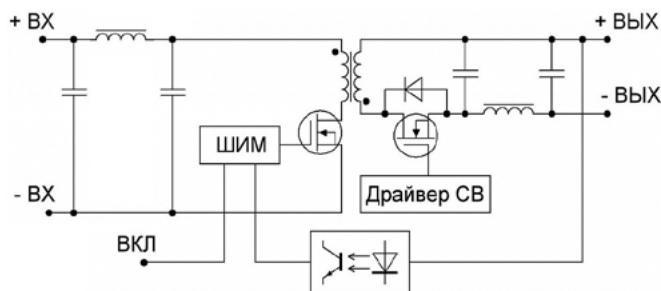 + ВХ
+ ВЫХ
- ВЫХ
ШИМ
Драйвер СВ
- ВХ
ВКЛ